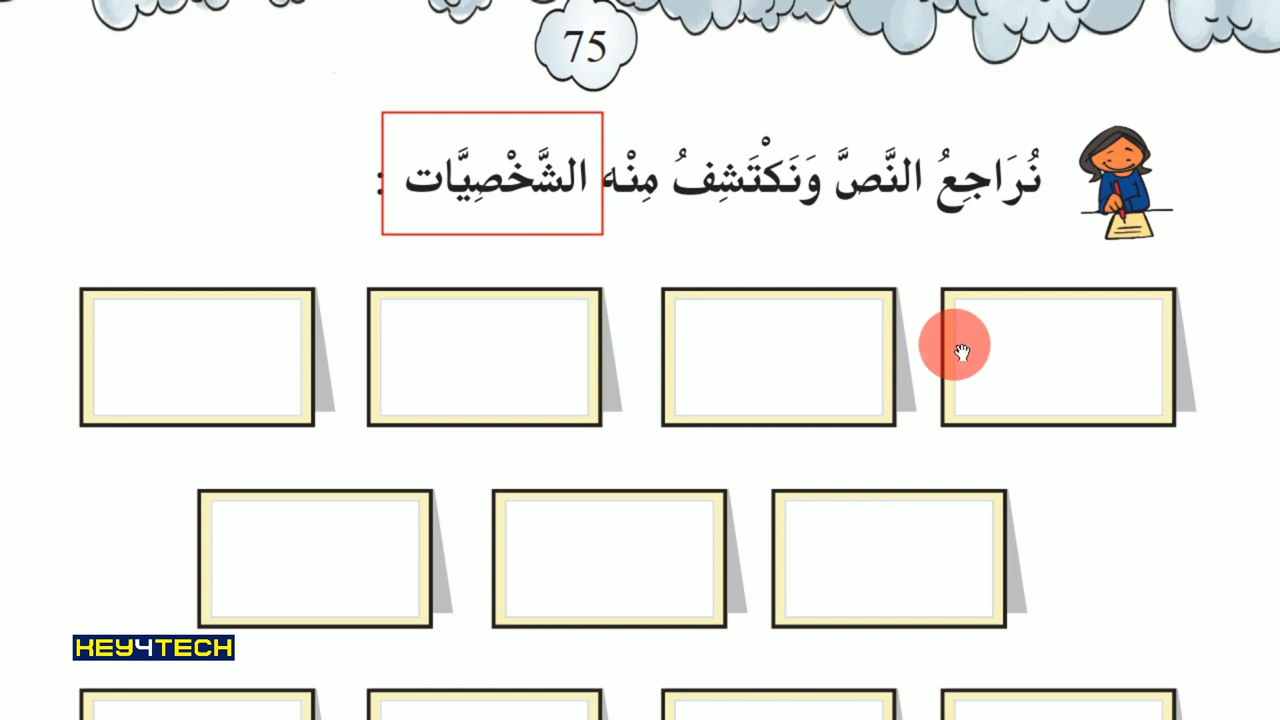 75
نُرَاجِعُ النَّصَّ وَنَكْتَشِفُ مِنْه الشَّخْصِيَّات :
KEY4TECH